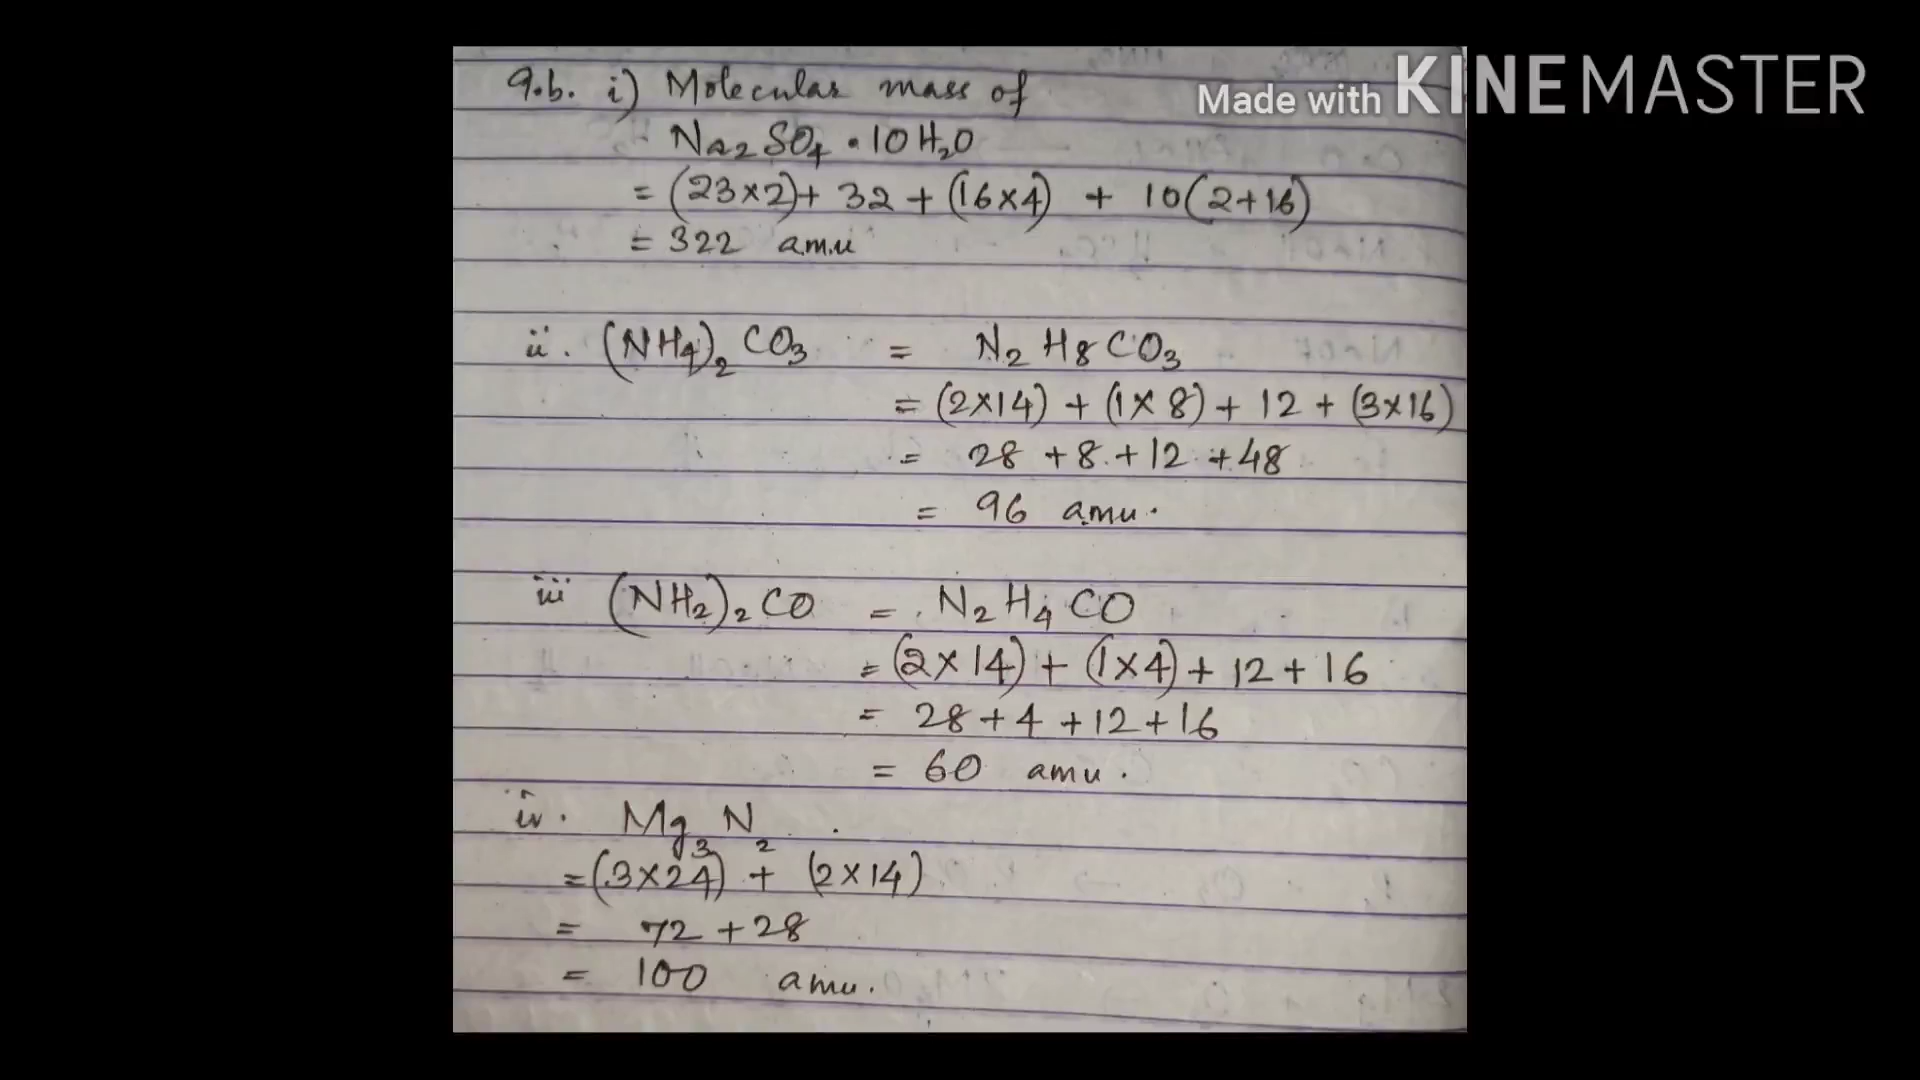 Made with KINEMASTER
9.b. i) Molecular mass of
Na₂SO₄ • 10H₂O
= (23×2)+ 32 + (16×4) + 10(2+16)
= 322 amu
ii. (NH₄)₂ CO₃ = N₂ H₈ CO₃
= (2×14) + (1×8) + 12 + (3×16)
= 28 + 8 + 12 + 48
= 96 amu.
iii (NH₂)₂ CO = N₂ H₄ CO
= (2×14) + (1×4) + 12 + 16
= 28 + 4 + 12 + 16
= 60 amu.
iv. Mg₃ N₂
= (3×24) + (2×14)
= 72 + 28
= 100 amu.